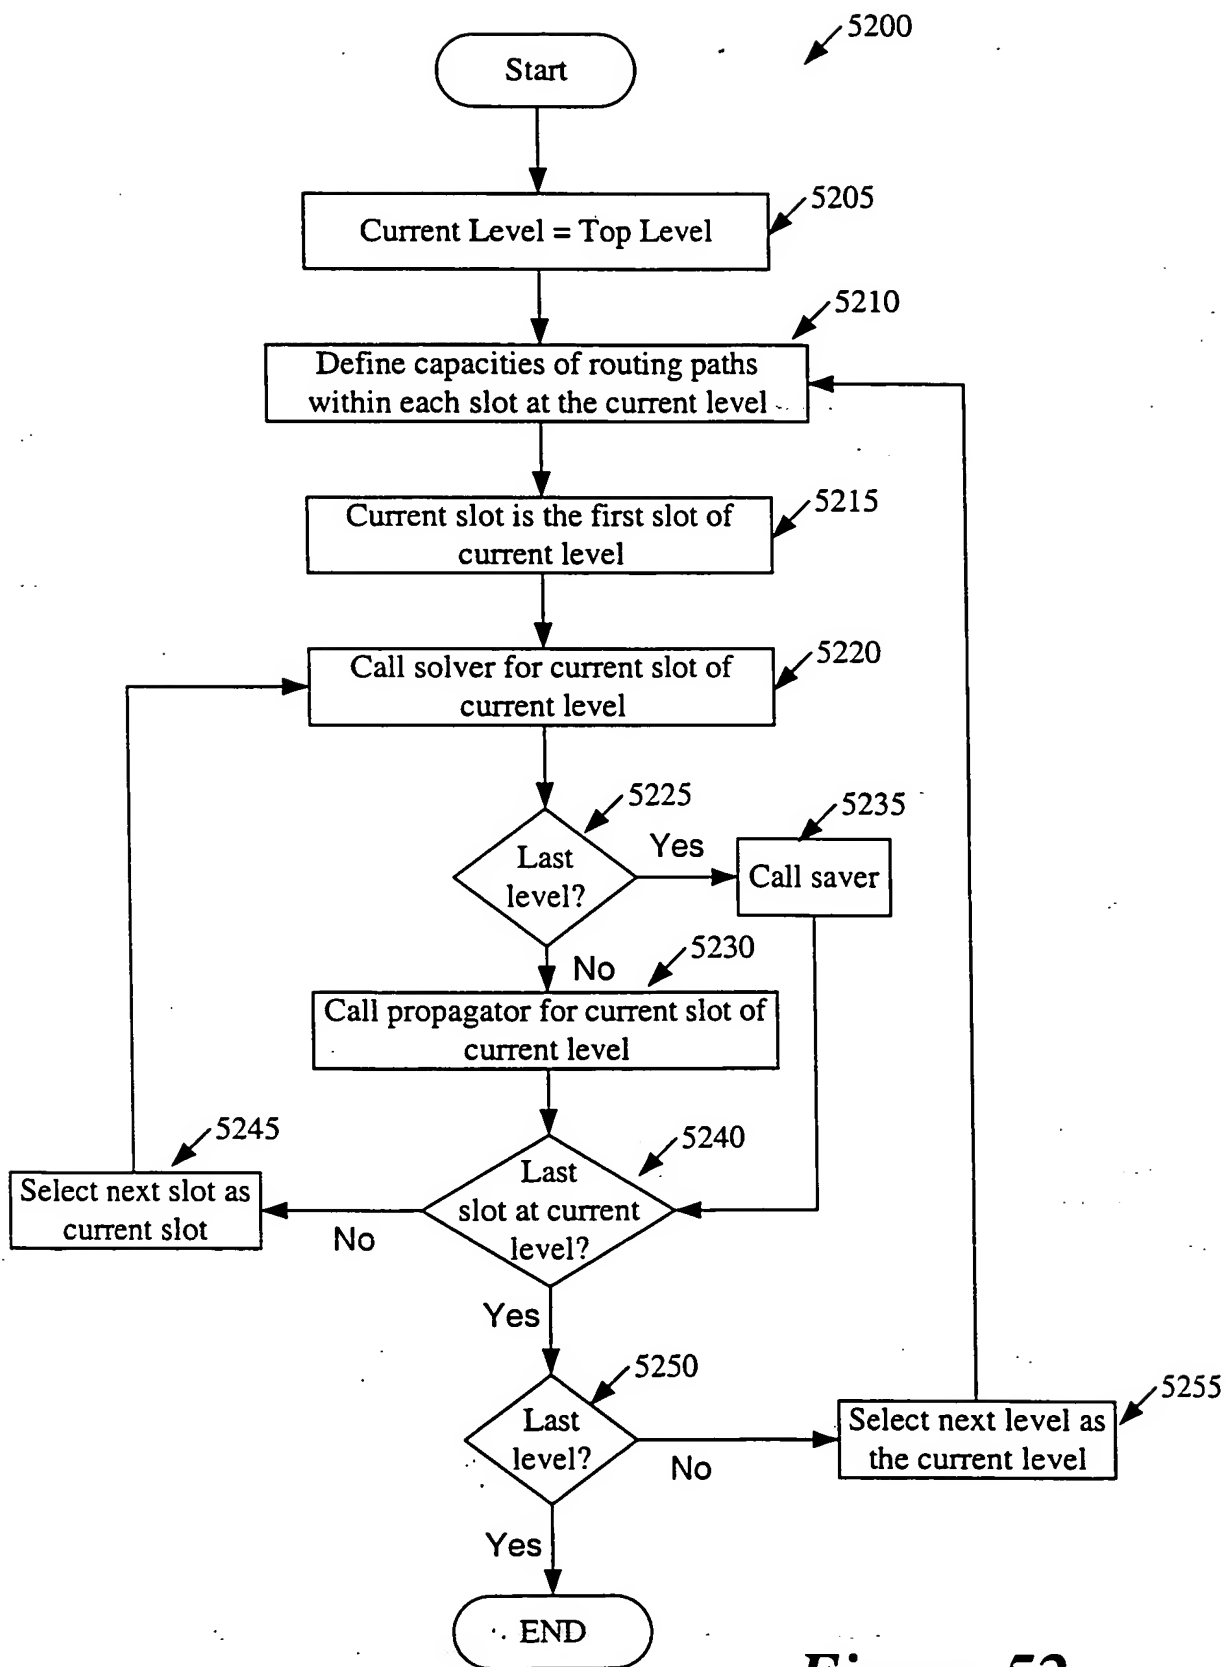 5200
Start
5205
Current Level = Top Level
5210
Define capacities of routing paths
within each slot at the current level
5215
Current slot is the first slot of
current level
5220
Call solver for current slot of
current level
5225
5235
Last
level?
Yes
Call saver
5230
No
Call propagator for current slot of
current level
5245
5240
Select next slot as
current slot
No
Last
slot at current
level?
Yes
5250
5255
Last
level?
No
Select next level as
the current level
Yes
END
Figure 52